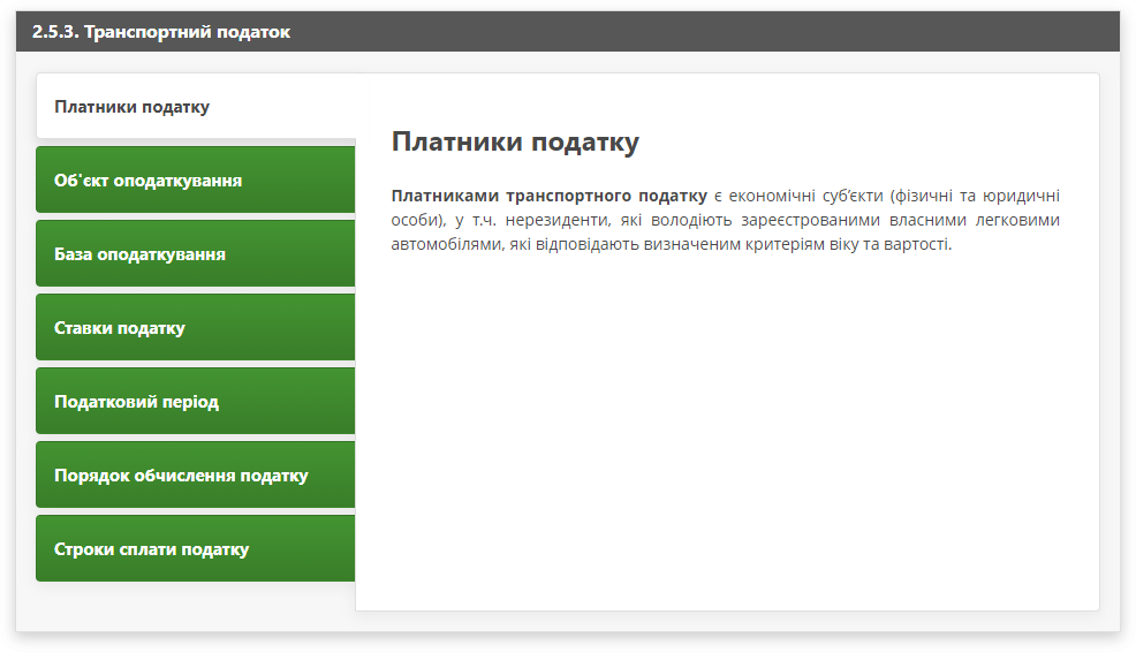 2.5.3. Транспортний податок
Платники податку
Об'єкт оподаткування
База оподаткування
Ставки податку
Податковий період
Порядок обчислення податку
Строки сплати податку
Платники податку
Платниками транспортного податку є економічні суб’єкти (фізичні та юридичні
особи), у т.ч. нерезиденти, які володіють зареєстрованими власними легковими
автомобілями, які відповідають визначеним критеріям віку та вартості.